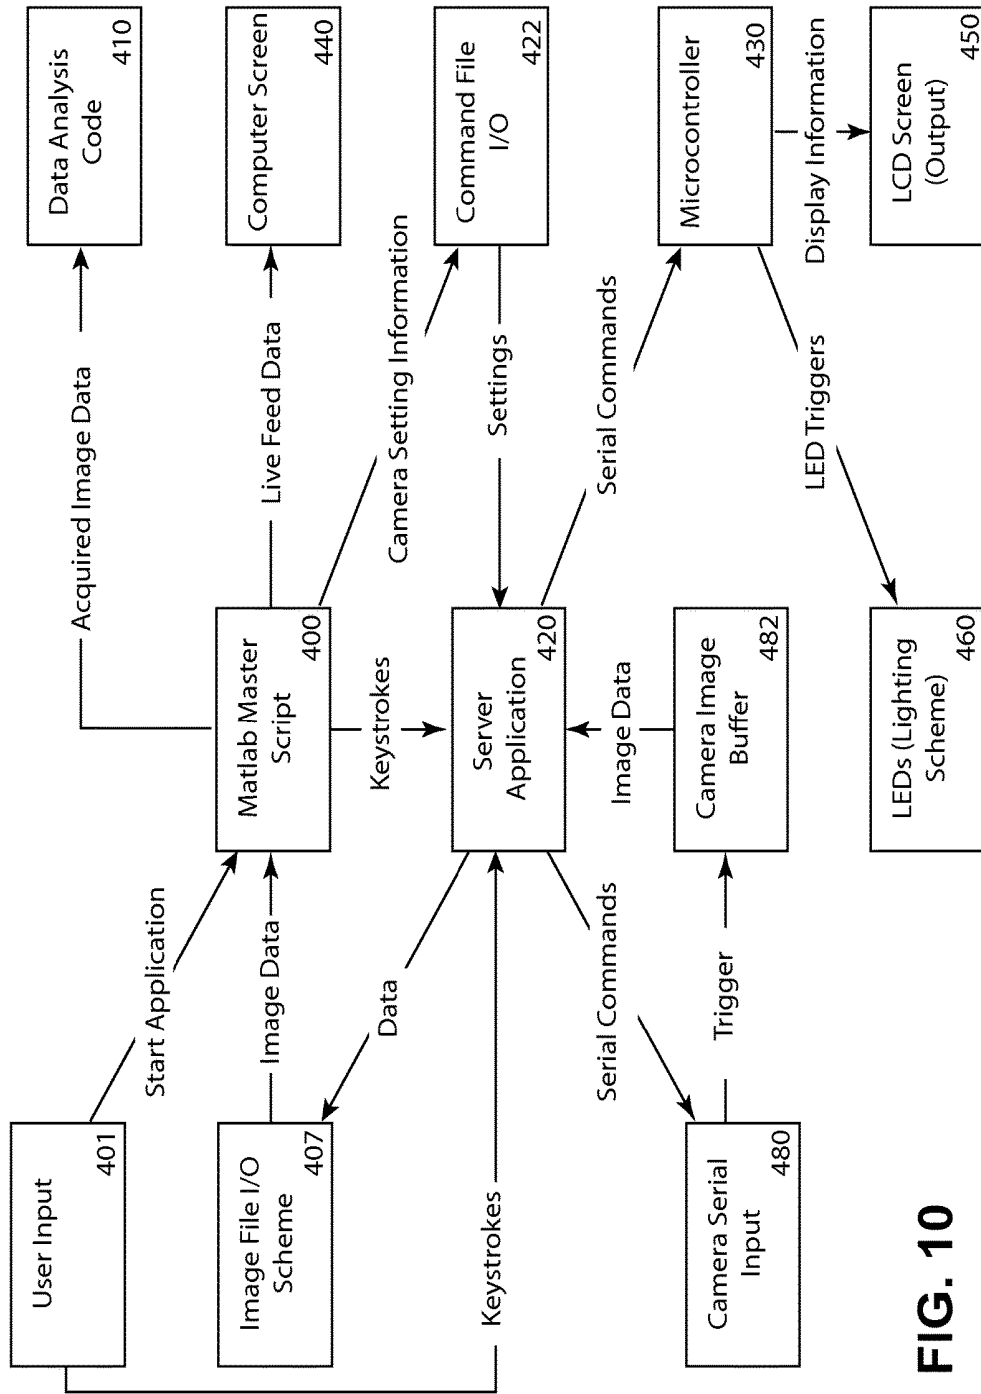 User Input
401
Start Application
Acquired Image Data
Data Analysis
Code
410
Image File I/O
Scheme
407
Image Data
Matlab Master
Script
400
Live Feed Data
Computer Screen
440
Data
Keystrokes
Camera Setting Information
Keystrokes
Server
Application
420
Settings
Command File
I/O
422
Serial Commands
Image Data
Serial Commands
Camera Serial
Input
480
Trigger
Camera Image
Buffer
482
Microcontroller
430
LED Triggers
Display Information
LEDs (Lighting
Scheme)
460
LCD Screen
(Output)
450
FIG. 10